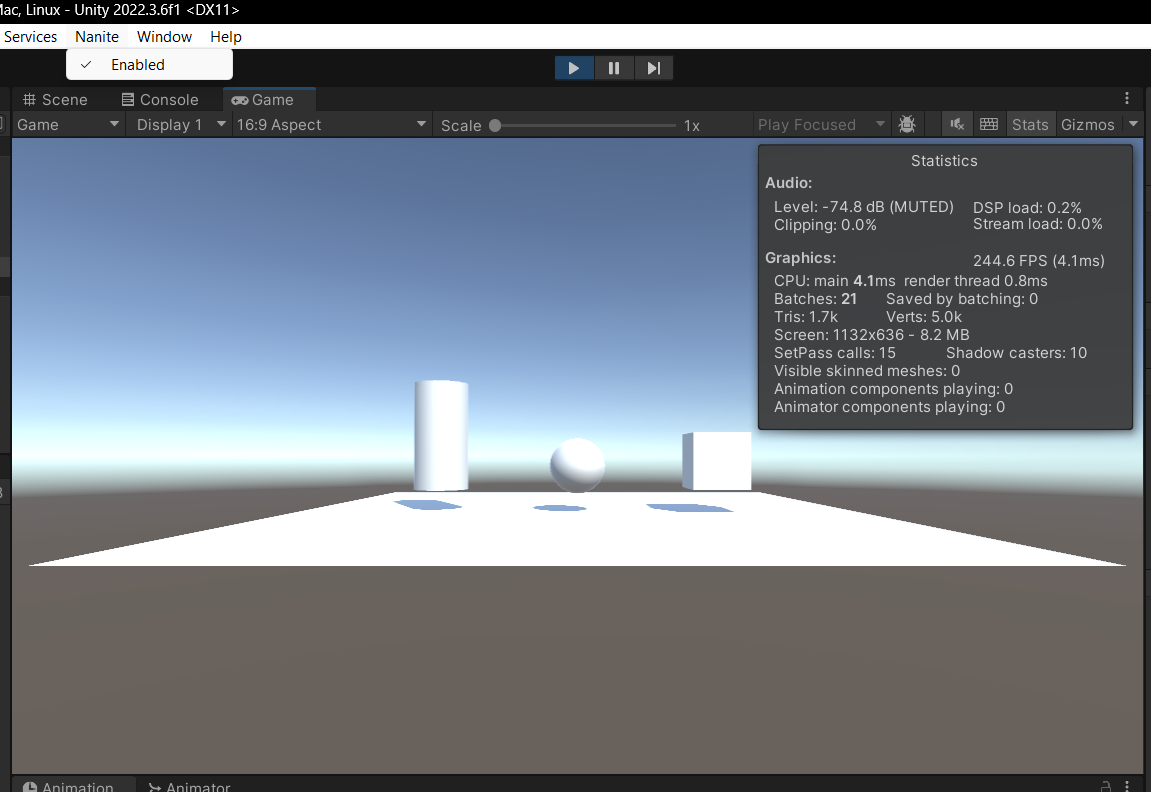 Mac, Linux - Unity 2022.3.6f1 <DX11>
Services Nanite Window Help
Enabled
Scene Console Game
Game Display 1 16:9 Aspect Scale 1x Play Focused Stats Gizmos
Statistics
Audio:
Level: -74.8 dB (MUTED) DSP load: 0.2%
Clipping: 0.0% Stream load: 0.0%
Graphics: 244.6 FPS (4.1ms)
CPU: main 4.1ms render thread 0.8ms
Batches: 21 Saved by batching: 0
Tris: 1.7k Verts: 5.0k
Screen: 1132x636 - 8.2 MB
SetPass calls: 15 Shadow casters: 10
Visible skinned meshes: 0
Animation components playing: 0
Animator components playing: 0
Animation Animator